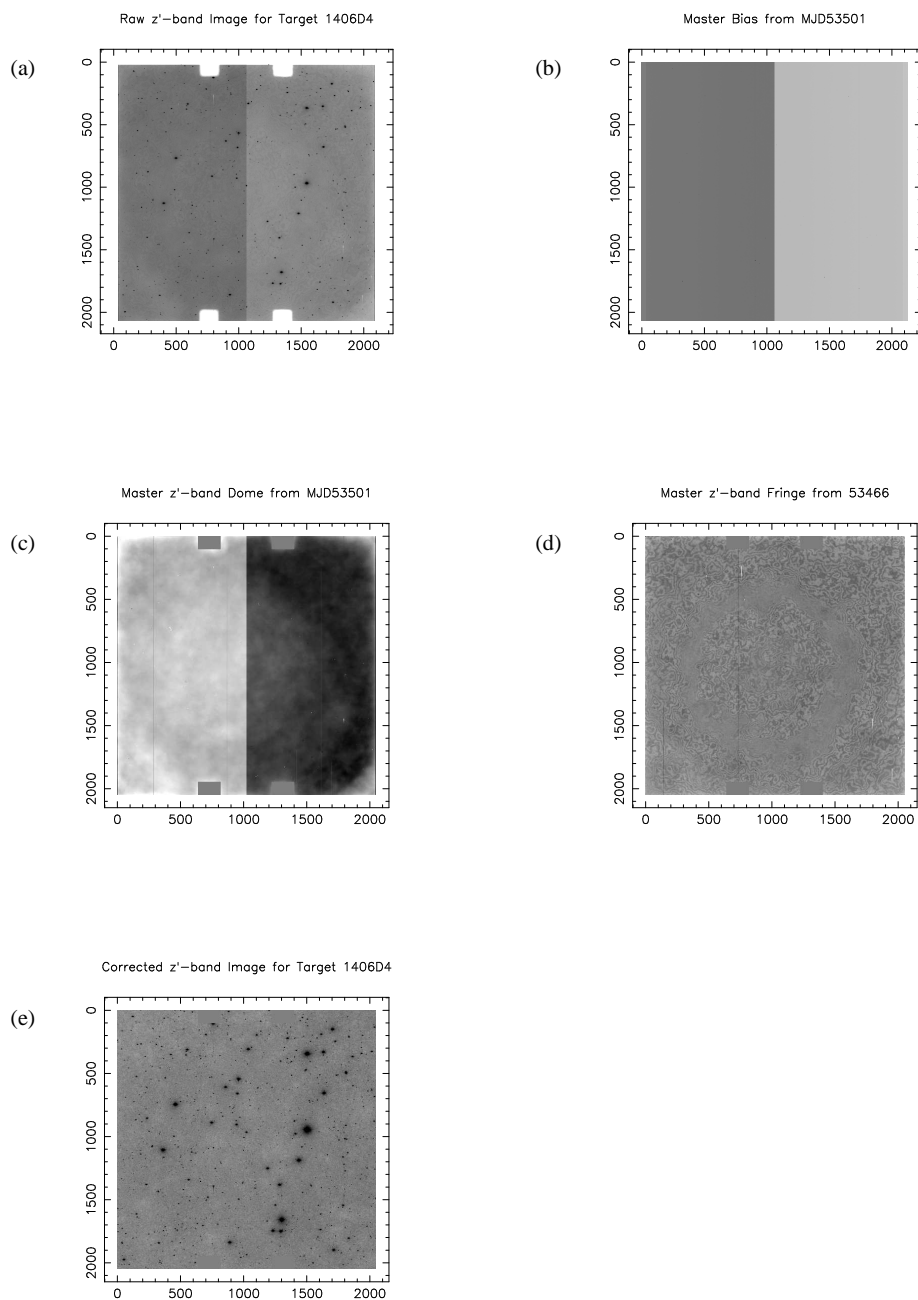 Raw z'-band Image for Target 1406D4
Master Bias from MJD53501
(a)
(b)
0
500
1000
1500
2000
0 500 1000 1500 2000
0
500
1000
1500
2000
0 500 1000 1500 2000
Master z'-band Dome from MJD53501
Master z'-band Fringe from 53466
(c)
(d)
0
500
1000
1500
2000
0 500 1000 1500 2000
0
500
1000
1500
2000
0 500 1000 1500 2000
Corrected z'-band Image for Target 1406D4
(e)
0
500
1000
1500
2000
0 500 1000 1500 2000